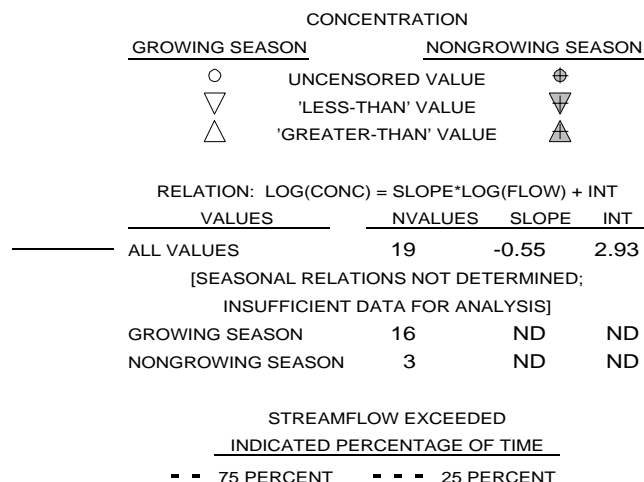 CONCENTRATION
GROWING SEASON NONGROWING SEASON
UNCENSORED VALUE
'LESS-THAN' VALUE
'GREATER-THAN' VALUE
RELATION: LOG(CONC) = SLOPE*LOG(FLOW) + INT
VALUES NVALUES SLOPE INT
ALL VALUES 19 -0.55 2.93
[SEASONAL RELATIONS NOT DETERMINED;
INSUFFICIENT DATA FOR ANALYSIS]
GROWING SEASON 16 ND ND
NONGROWING SEASON 3 ND ND
STREAMFLOW EXCEEDED
INDICATED PERCENTAGE OF TIME
75 PERCENT 25 PERCENT